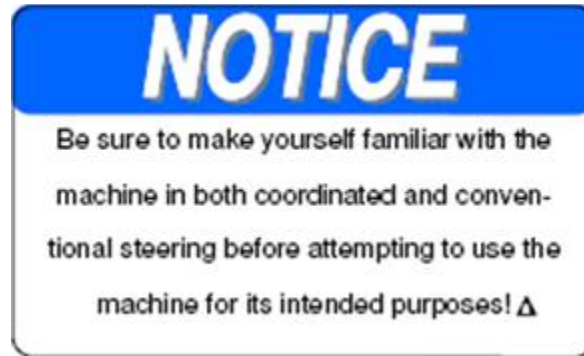 NOTICE
Be sure to make yourself familiar with the
machine in both coordinated and conven-
tional steering before attempting to use the
machine for its intended purposes! Δ